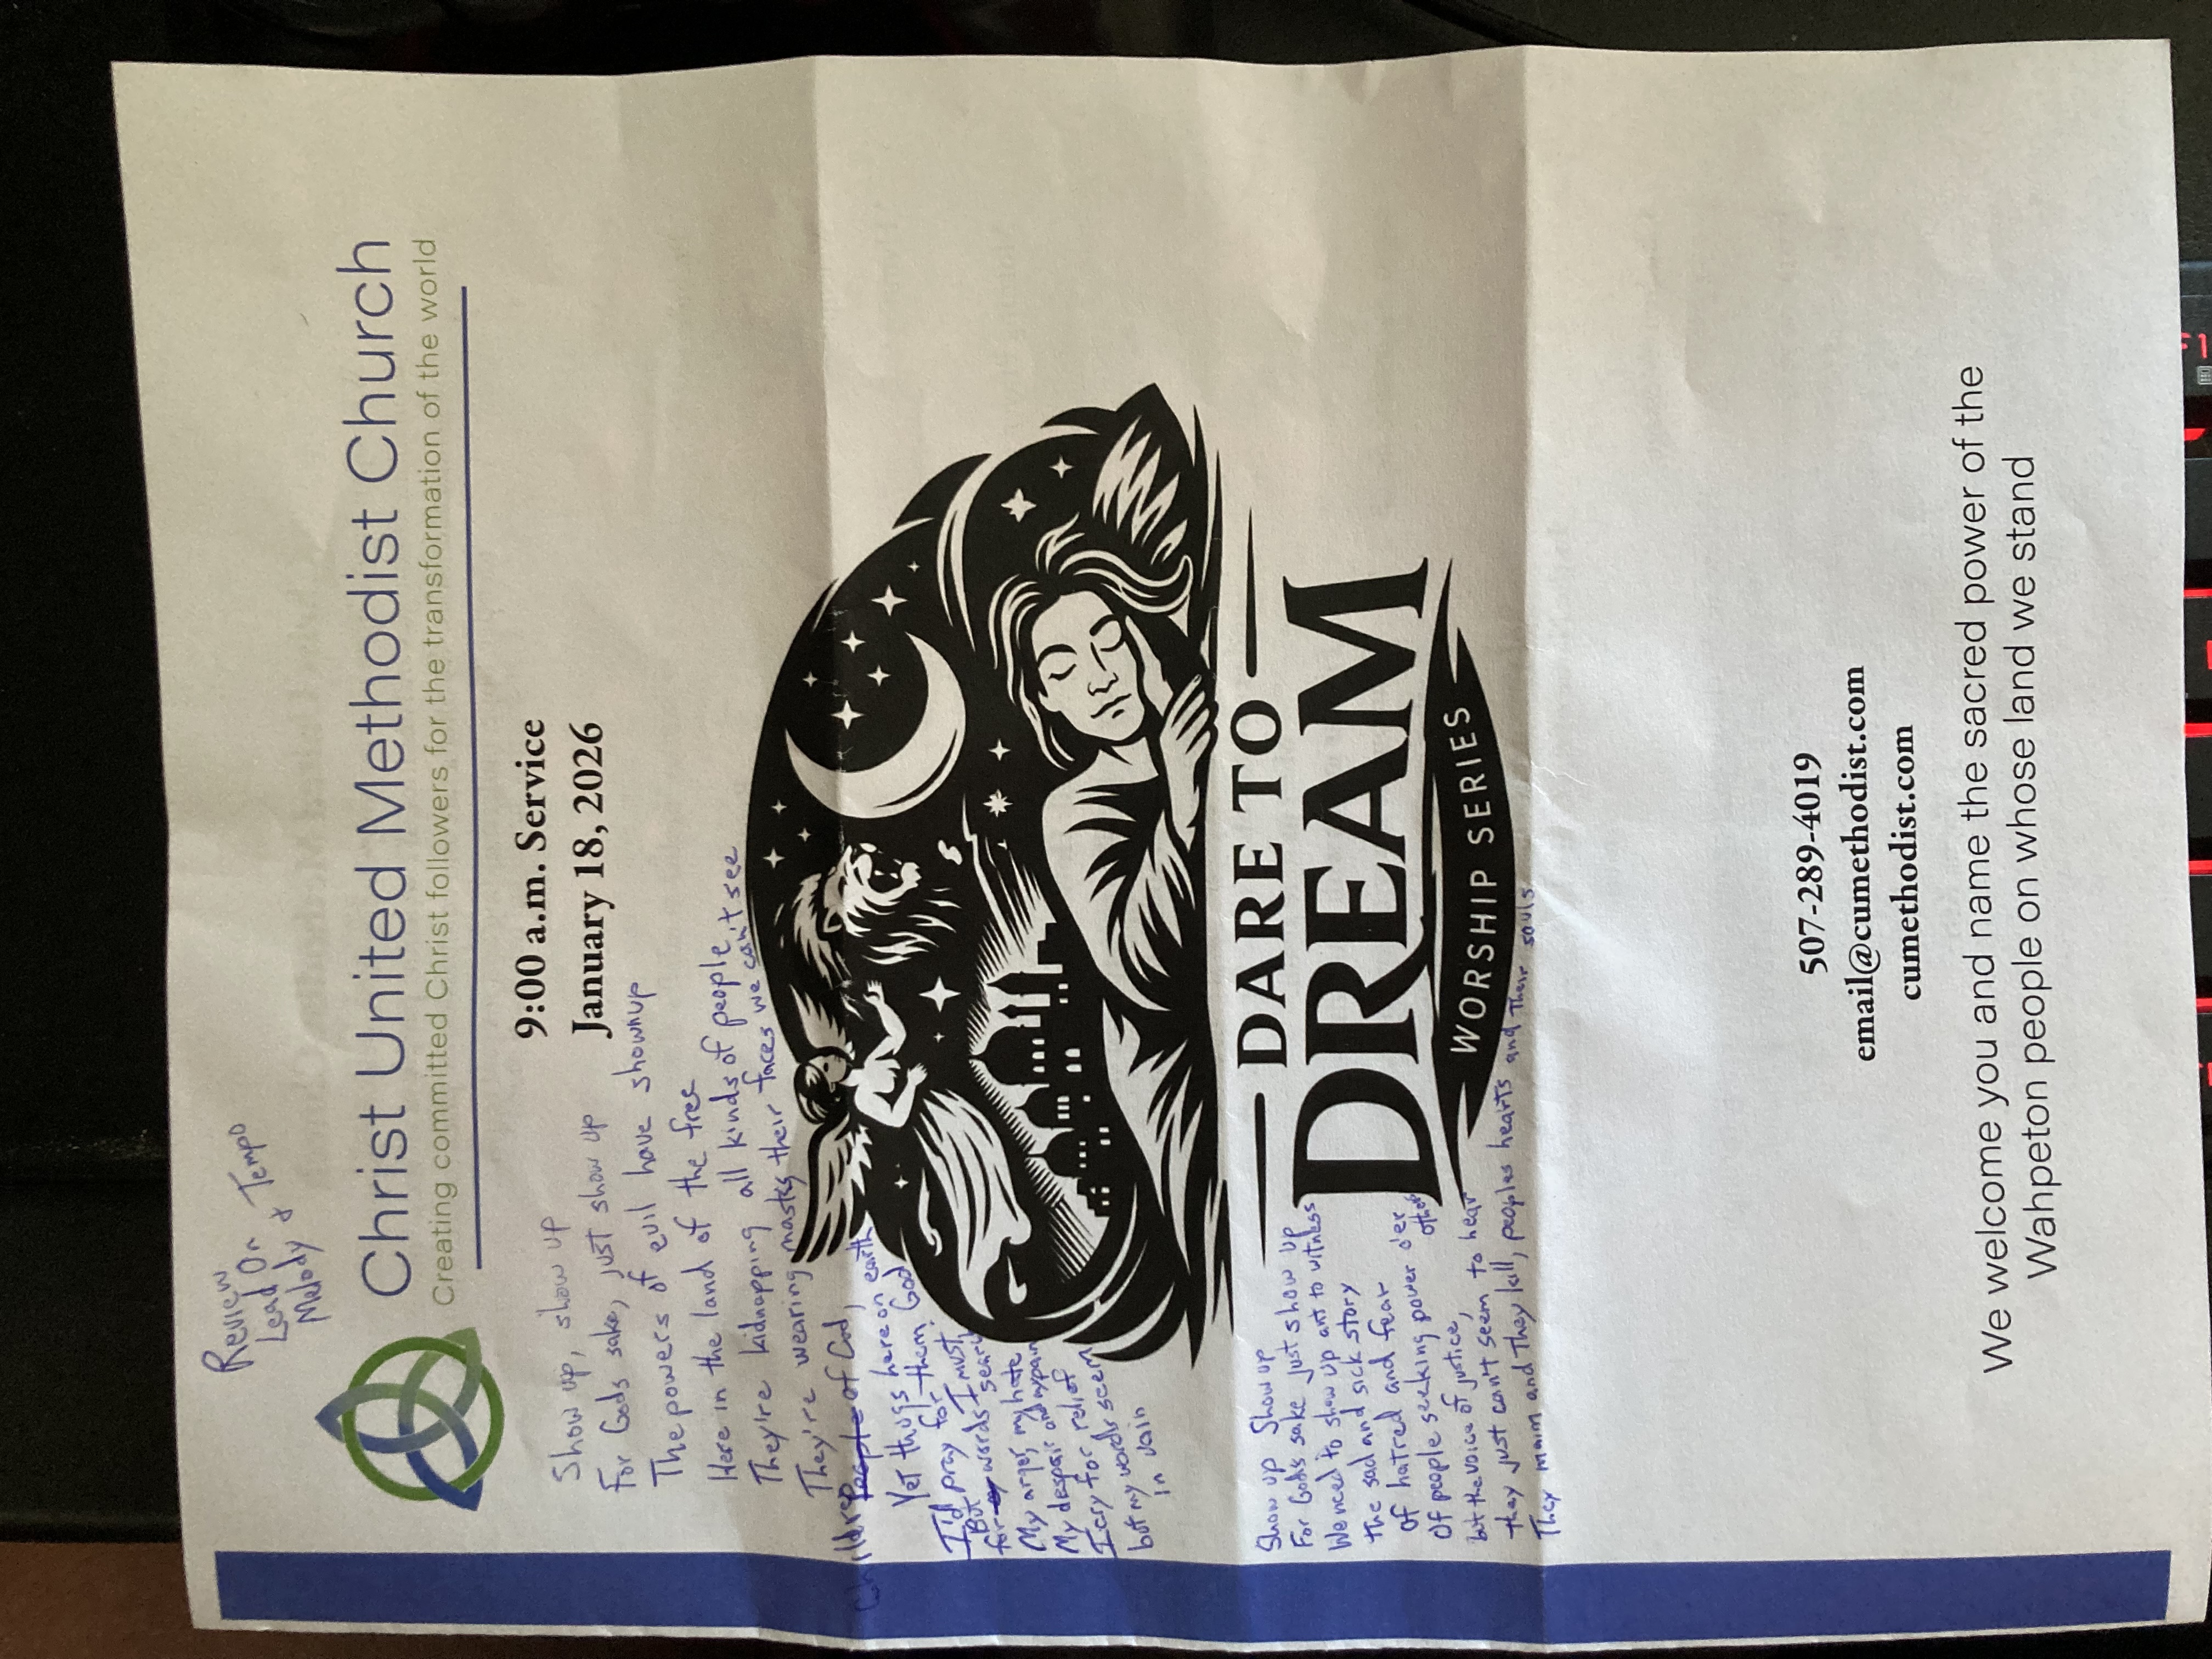 Review
Lead On
Melody & Tempo
Christ United Methodist Church
Creating committed Christ followers for the transformation of the world
9:00 a.m. Service
January 18, 2026
Show up, show up
For Gods sake, just show up
The powers of evil have shown up
Here in the land of the free
They're kidnapping all kinds of people,
They're wearing masks their faces we can't see
Children of God,
Yet thugs here on earth
I'd pray for them, God
But words I must search
for
My anger, my hate
My despair and my pain
I cry for relief
but my words seem
in vain
DARE TO
DREAM
WORSHIP SERIES
Show up Show up
For Gods sake just show up
We need to show up and to witness
the sad and sick story
Of hatred and fear
Of people seeking power o'er
others
but the voice of justice,
they just can't seem to hear
They maim and They kill, peoples hearts and their souls
507-289-4019
email@cumethodist.com
cumethodist.com
We welcome you and name the sacred power of the
Wahpeton people on whose land we stand
F1